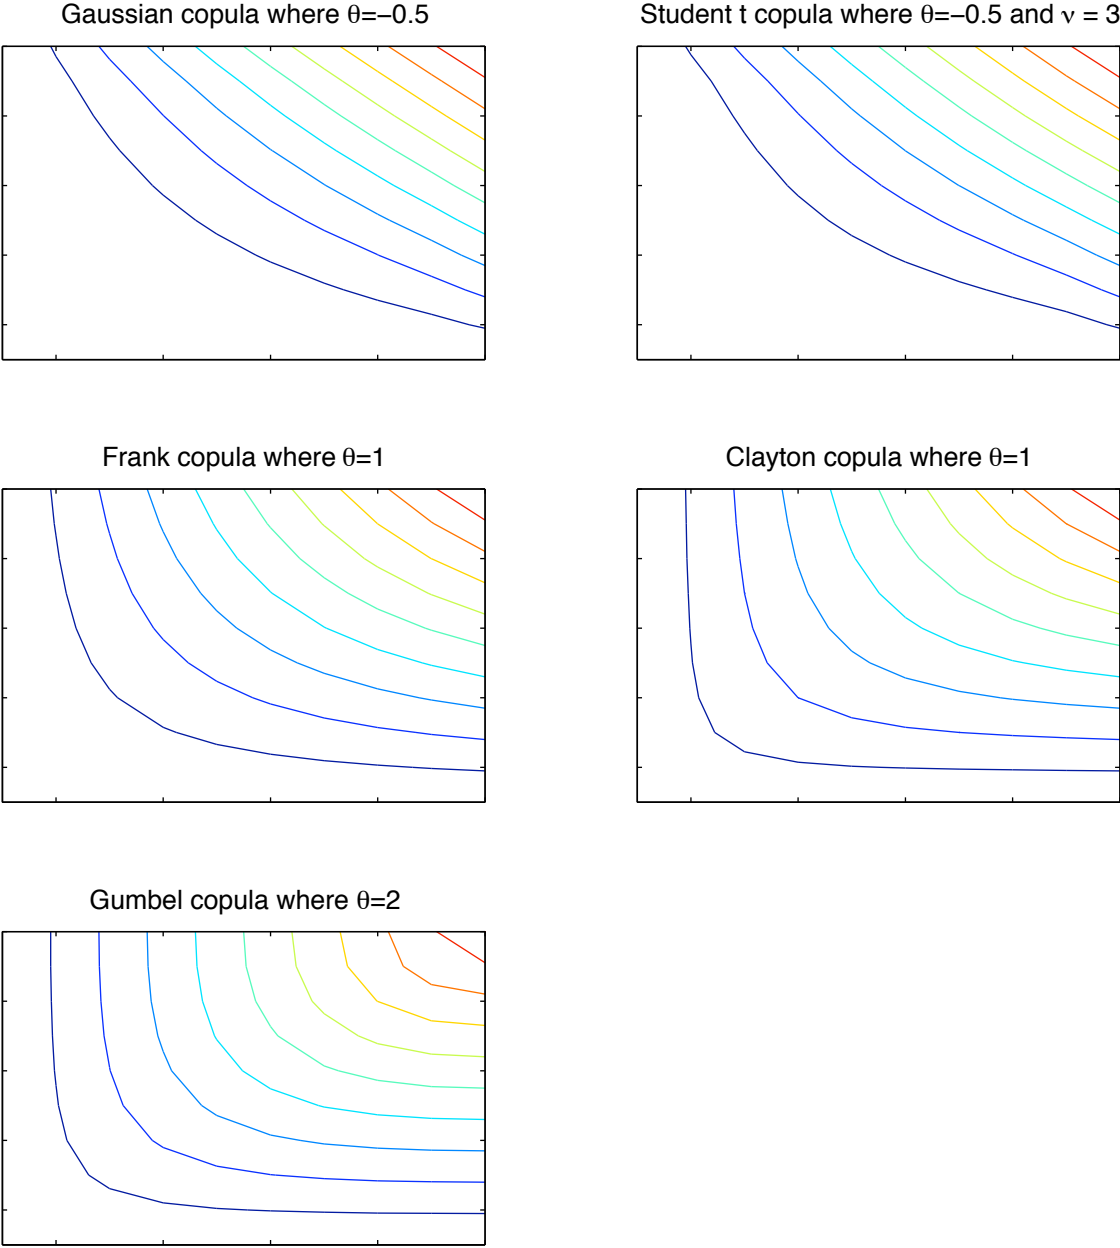 Gaussian copula where θ=−0.5
Student t copula where θ=−0.5 and ν = 3
Frank copula where θ=1
Clayton copula where θ=1
Gumbel copula where θ=2